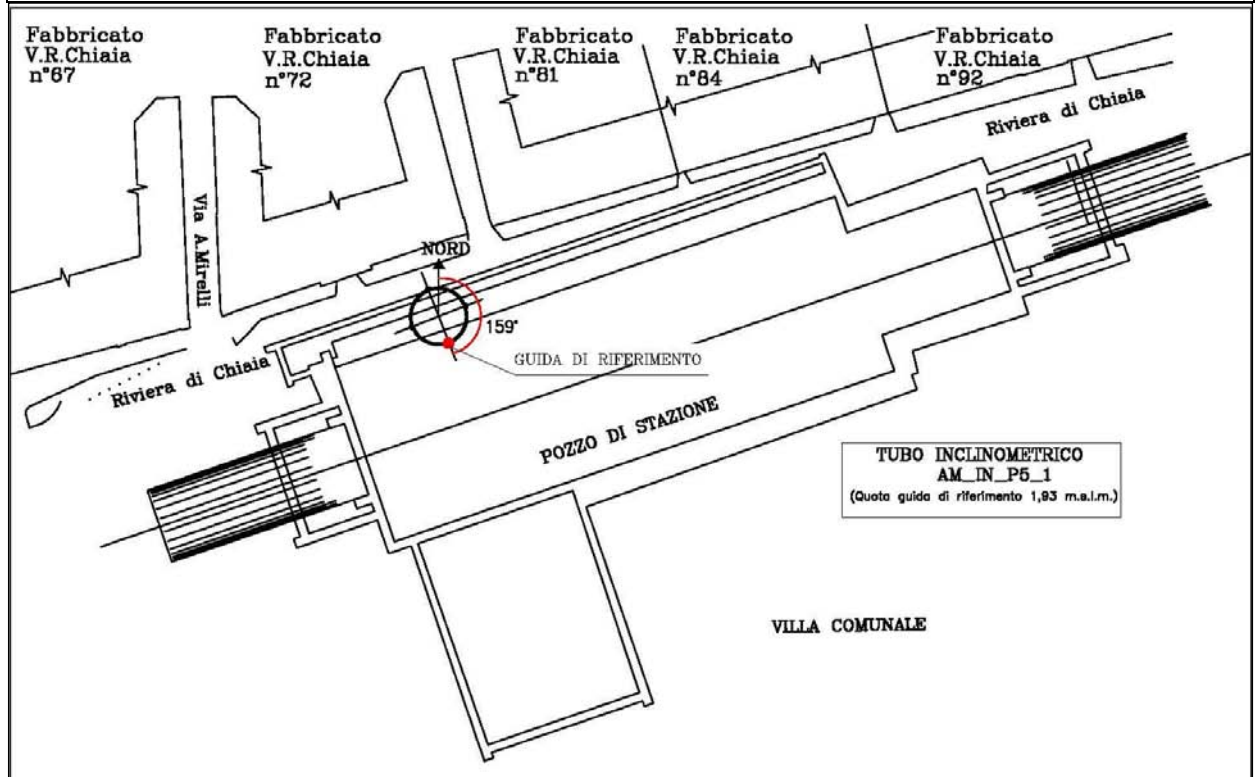 Fabbricato
V.R.Chiaia
n°67
Fabbricato
V.R.Chiaia
n°72
Fabbricato
V.R.Chiaia
n°81
Fabbricato
V.R.Chiaia
n°84
Fabbricato
V.R.Chiaia
n°92
Riviera di Chiaia
Via A.Mirelli
NORD
159°
GUIDA DI RIFERIMENTO
Riviera di Chiaia
POZZO DI STAZIONE
TUBO INCLINOMETRICO
AM_IN_P5_1
(Quota guida di riferimento 1,93 m.s.l.m.)
VILLA COMUNALE